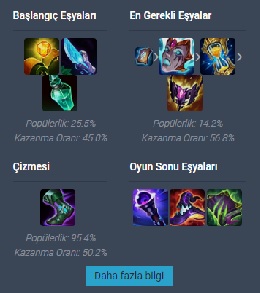 Başlangıç Eşyaları
Popülerlik: 25.5%
Kazanma Oranı: 45.0%
En Gerekli Eşyalar
Popülerlik: 14.2%
Kazanma Oranı: 56.8%
Çizmesi
Popülerlik: 95.4%
Kazanma Oranı: 50.2%
Oyun Sonu Eşyaları
Daha fazla bilgi